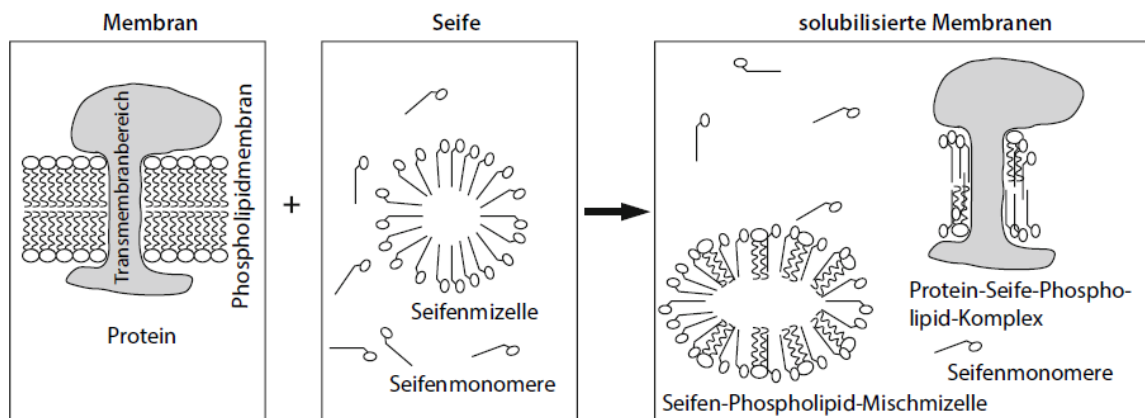 Membran
Seife
solubilisierte Membranen
Transmembranbereich
Phospholipidmembran
Protein
+
Seifenmizelle
Seifenmonomere
Protein-Seife-Phospho-
lipid-Komplex
Seifenmonomere
Seifen-Phospholipid-Mischmizelle